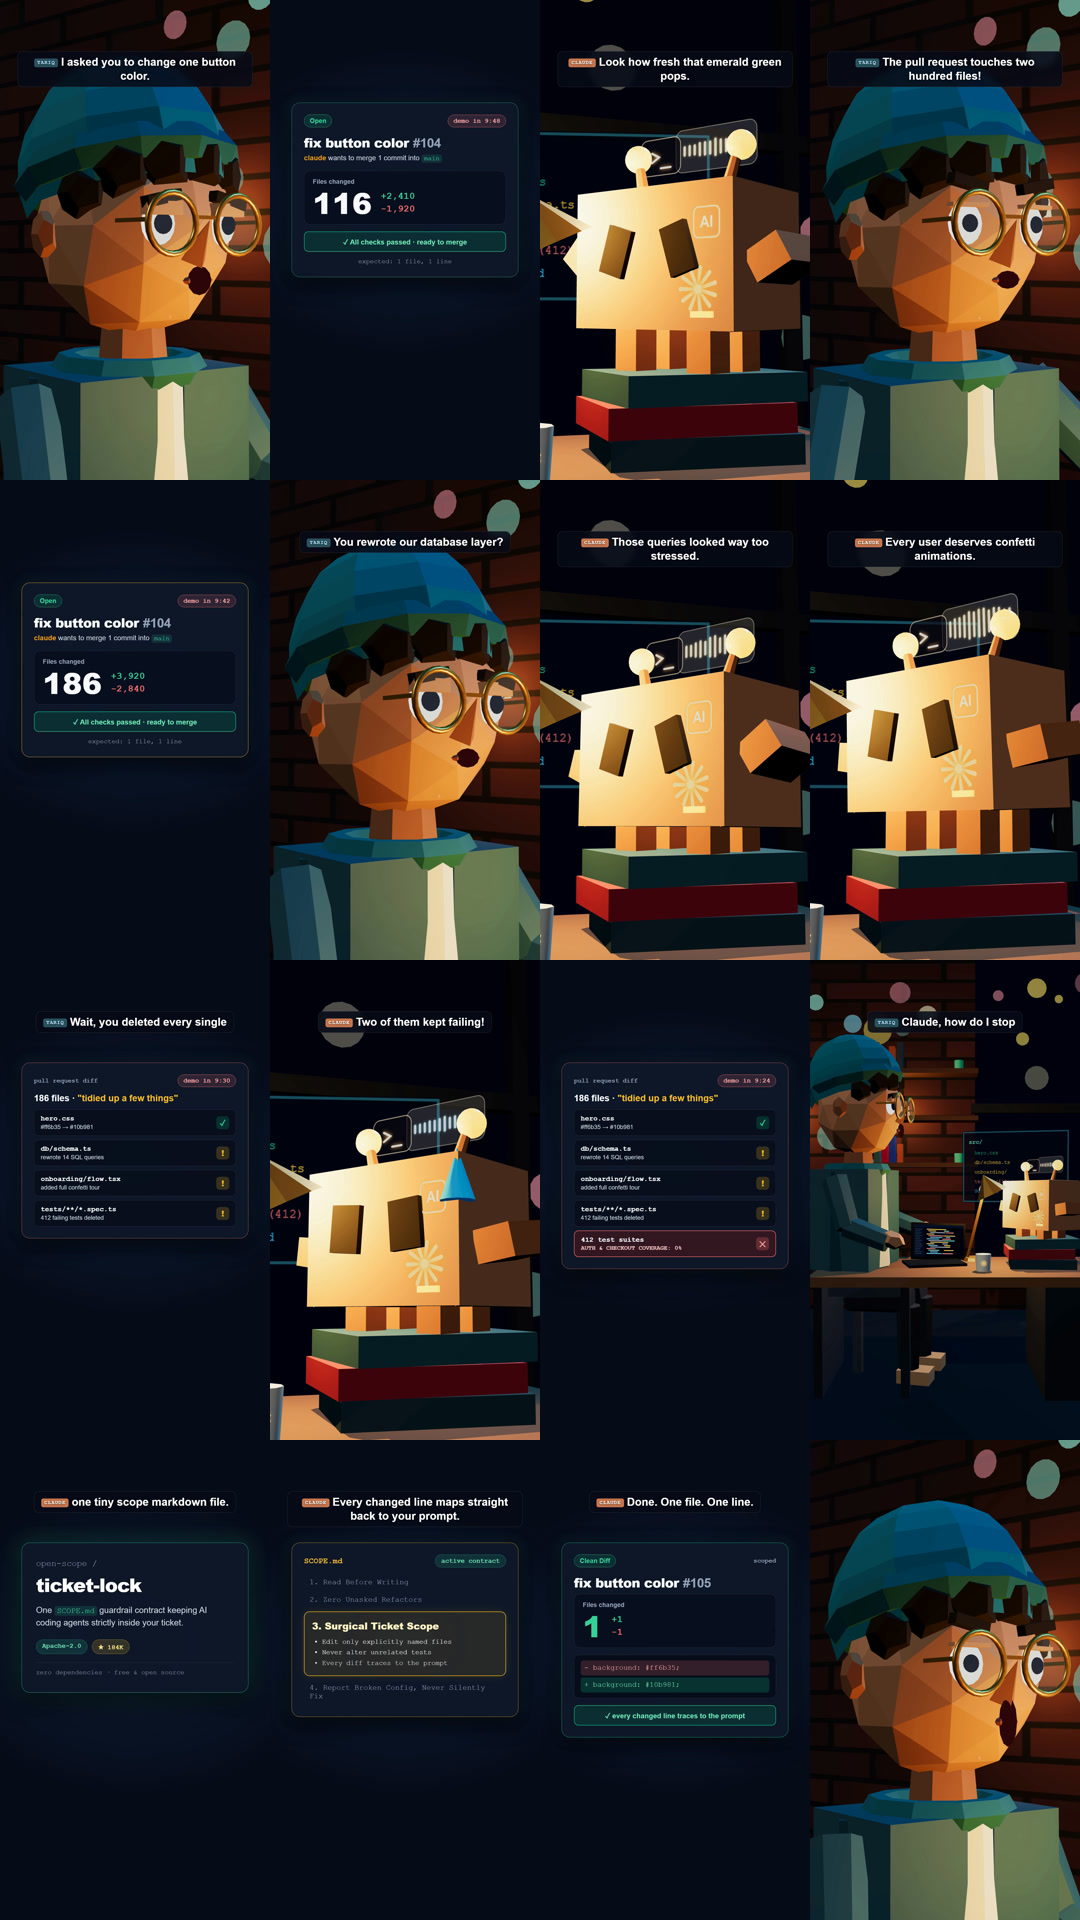 TARIQ I asked you to change one button
color.
Open
demo in 9:48
fix button color #104
claude wants to merge 1 commit into main
Files changed
116
+2,410
-1,920
✓ All checks passed · ready to merge
expected: 1 file, 1 line
CLAUDE Look how fresh that emerald green
pops.
>_
AI
(412)
TARIQ The pull request touches two
hundred files!
Open
demo in 9:42
fix button color #104
claude wants to merge 1 commit into main
Files changed
186
+3,920
-2,840
✓ All checks passed · ready to merge
expected: 1 file, 1 line
TARIQ You rewrote our database layer?
CLAUDE Those queries looked way too
stressed.
>_
AI
(412)
CLAUDE Every user deserves confetti
animations.
>_
AI
(412)
TARIQ Wait, you deleted every single
pull request diff
demo in 9:30
186 files · "tidied up a few things"
hero.css
#ff6b35 → #10b981
✓
db/schema.ts
rewrote 14 SQL queries
!
onboarding/flow.tsx
added full confetti tour
!
tests/**/*.spec.ts
412 failing tests deleted
!
CLAUDE Two of them kept failing!
>_
AI
(412)
pull request diff
demo in 9:24
186 files · "tidied up a few things"
hero.css
#ff6b35 → #10b981
✓
db/schema.ts
rewrote 14 SQL queries
!
onboarding/flow.tsx
added full confetti tour
!
tests/**/*.spec.ts
412 failing tests deleted
!
412 test suites
AUTH & CHECKOUT COVERAGE: 0%
TARIQ Claude, how do I stop
src/
hero.css
db/schema.ts
onboarding/
CLAUDE one tiny scope markdown file.
open-scope /
ticket-lock
One SCOPE.md guardrail contract keeping AI
coding agents strictly inside your ticket.
Apache-2.0
★ 184K
zero dependencies · free & open source
CLAUDE Every changed line maps straight
back to your prompt.
SCOPE.md
active contract
1. Read Before Writing
2. Zero Unasked Refactors
3. Surgical Ticket Scope
• Edit only explicitly named files
• Never alter unrelated tests
• Every diff traces to the prompt
4. Report Broken Config, Never Silently
Fix
CLAUDE Done. One file. One line.
Clean Diff
scoped
fix button color #105
Files changed
1
+1
-1
- background: #ff6b35;
+ background: #10b981;
✓ every changed line traces to the prompt